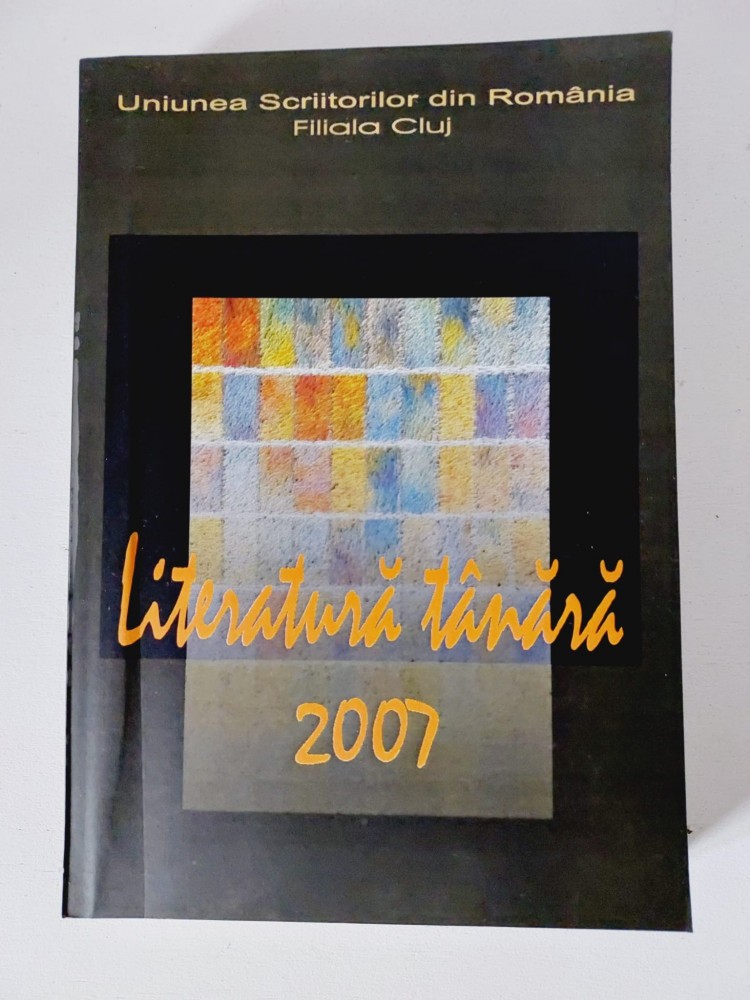 Uniunea Scriitorilor din România
Filiala Cluj
Literatură tânără
2007